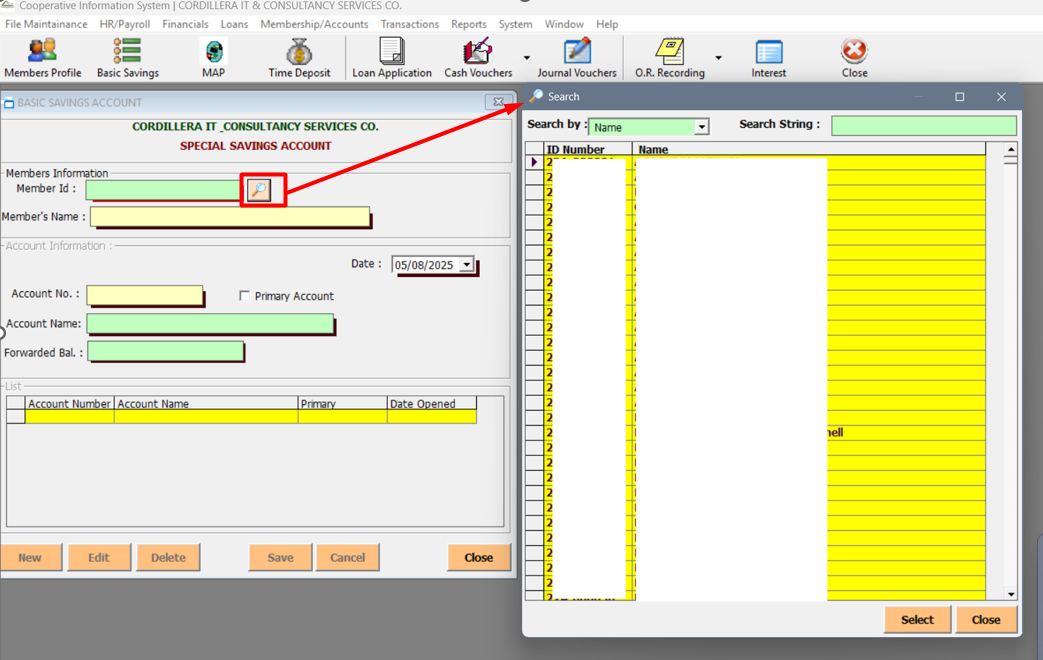 Cooperative Information System | CORDILLERA IT & CONSULTANCY SERVICES CO.
File Maintainance HR/Payroll Financials Loans Membership/Accounts Transactions Reports System Window Help
Members Profile Basic Savings MAP Time Deposit Loan Application Cash Vouchers Journal Vouchers O.R. Recording Interest Close
BASIC SAVINGS ACCOUNT
CORDILLERA IT _CONSULTANCY SERVICES CO.
SPECIAL SAVINGS ACCOUNT
Members Information
Member Id :
Member's Name :
Account Information :
Date : 05/08/2025
Account No. : Primary Account
Account Name:
Forwarded Bal. :
List
Account Number Account Name Primary Date Opened
New Edit Delete Save Cancel Close
Search
Search by : Name Search String :
ID Number Name
Select Close